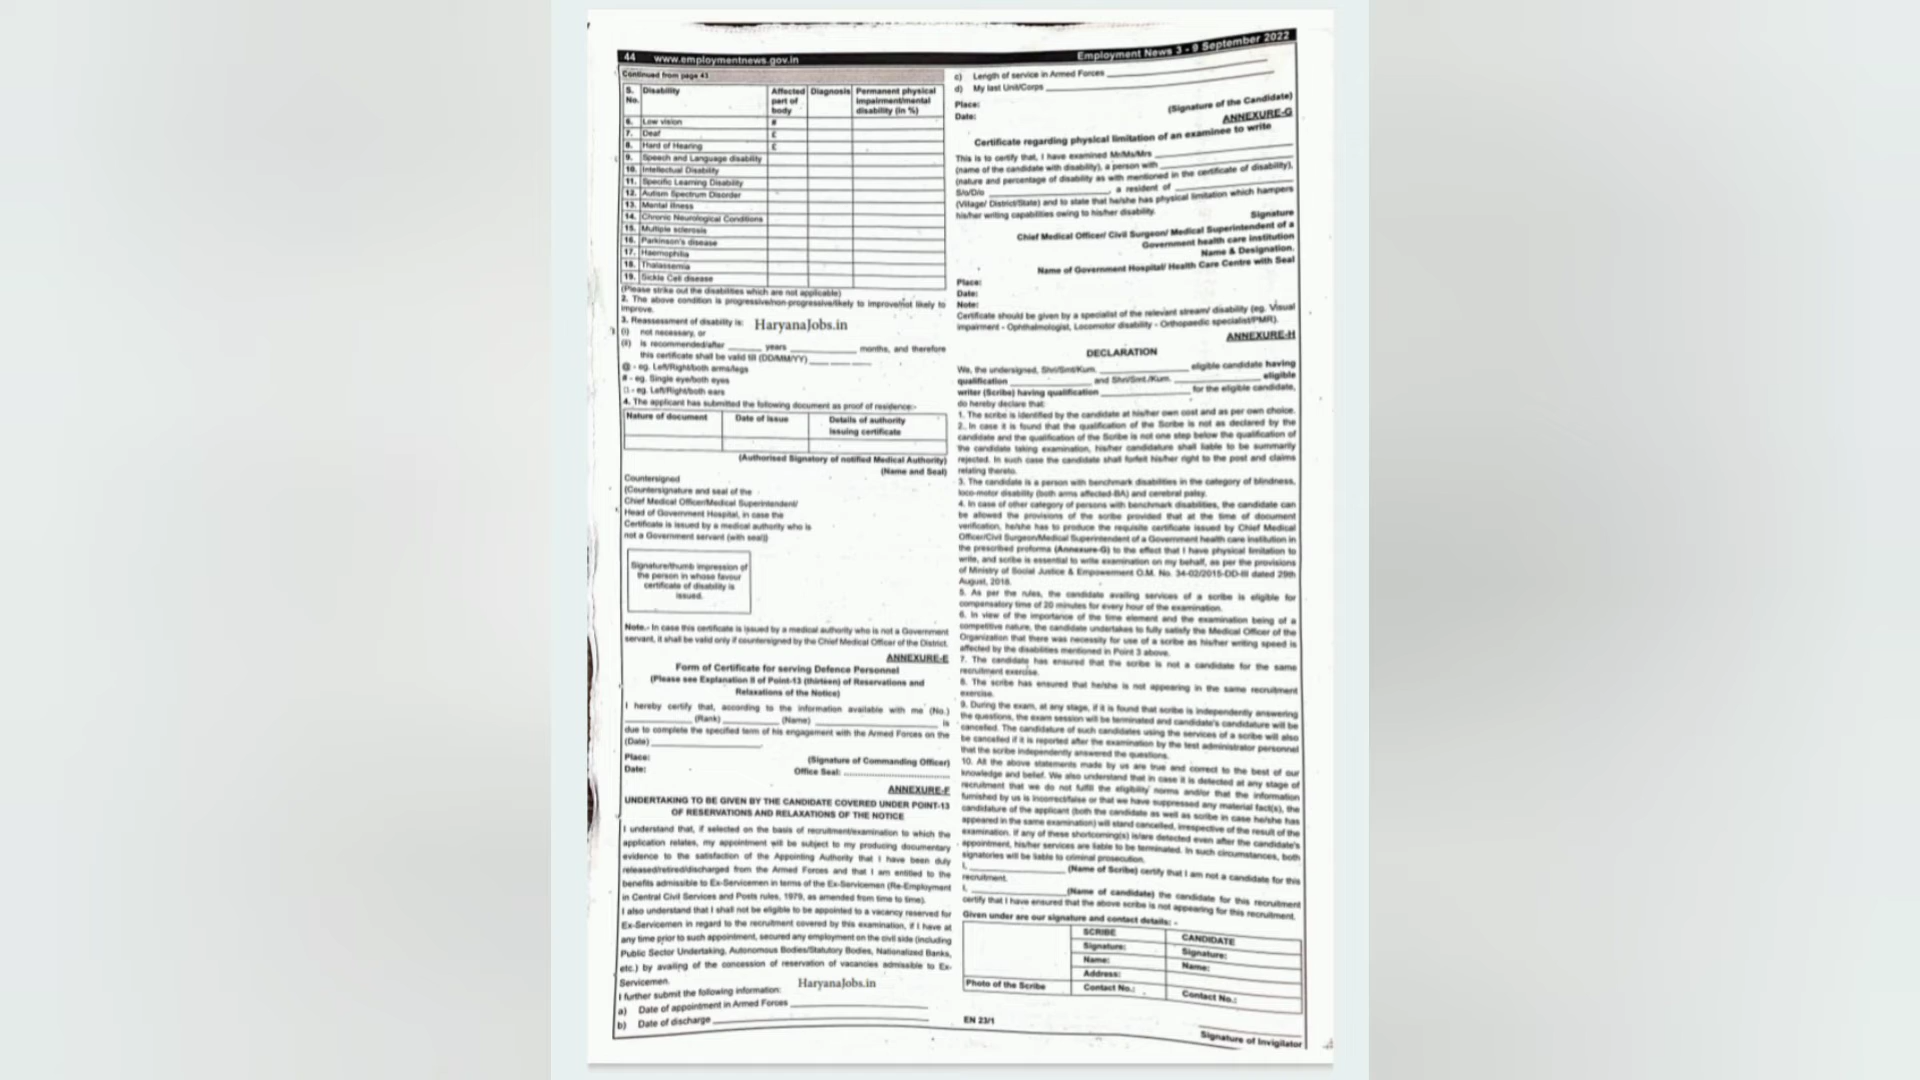 44 www.employmentnews.gov.in
Employment News 3 - 9 September 2022
Continued from page 43
S. No. Disability Affected part of body Diagnosis Permanent physical impairment/mental disability (in %)
6. Low vision #
7. Deaf £
8. Hard of Hearing £
9. Speech and Language disability
10. Intellectual Disability
11. Specific Learning Disability
12. Autism Spectrum Disorder
13. Mental illness
14. Chronic Neurological Conditions
15. Multiple sclerosis
16. Parkinson's disease
17. Haemophilia
18. Thalassemia
19. Sickle Cell disease
(Please strike out the disabilities which are not applicable)
2. The above condition is progressive/non-progressive/likely to improve/not likely to
improve.
3. Reassessment of disability is:
HaryanaJobs.in
(i) not necessary, or
(ii) is recommended/after ______ years ______ months, and therefore
this certificate shall be valid till (DD/MM/YY) ____ ____ ____
@ - eg. Left/Right/both arms/legs
# - eg. Single eye/both eyes
- eg. Left/Right/both ears
4. The applicant has submitted the following document as proof of residence:-
Nature of document Date of issue Details of authority issuing certificate
(Authorised Signatory of notified Medical Authority)
(Name and Seal)
Countersigned
(Countersignature and seal of the
Chief Medical Officer/Medical Superintendent/
Head of Government Hospital, in case the
Certificate is issued by a medical authority who is
not a Government servant (with seal))
Signature/thumb impression of
the person in whose favour
certificate of disability is
issued.
Note.- In case this certificate is issued by a medical authority who is not a Government
servant, it shall be valid only if countersigned by the Chief Medical Officer of the District.
ANNEXURE-E
Form of Certificate for serving Defence Personnel
(Please see Explanation II of Point-13 (thirteen) of Reservations and
Relaxations of the Notice)
I hereby certify that, according to the information available with me (No.)
______ (Rank) ______ (Name) ______ is
due to complete the specified term of his engagement with the Armed Forces on the
(Date) ______.
Place:
(Signature of Commanding Officer)
Date:
Office Seal: ..............................
ANNEXURE-F
UNDERTAKING TO BE GIVEN BY THE CANDIDATE COVERED UNDER POINT-13
OF RESERVATIONS AND RELAXATIONS OF THE NOTICE
I understand that, if selected on the basis of recruitment/examination to which the
application relates, my appointment will be subject to my producing documentary
evidence to the satisfaction of the Appointing Authority that I have been duly
released/retired/discharged from the Armed Forces and that I am entitled to the
benefits admissible to Ex-Servicemen in terms of the Ex-Servicemen (Re-Employment
in Central Civil Services and Posts rules, 1979, as amended from time to time).
I also understand that I shall not be eligible to be appointed to a vacancy reserved for
Ex-Servicemen in regard to the recruitment covered by this examination, if I have at
any time prior to such appointment, secured any employment on the civil side (including
Public Sector Undertaking, Autonomous Bodies/Statutory Bodies, Nationalized Banks,
etc.) by availing of the concession of reservation of vacancies admissible to Ex-
Servicemen.
HaryanaJobs.in
I further submit the following information:
a) Date of appointment in Armed Forces ______
b) Date of discharge ______
c) Length of service in Armed Forces ______
d) My last Unit/Corps ______
Place:
(Signature of the Candidate)
Date:
ANNEXURE-G
Certificate regarding physical limitation of an examinee to write
This is to certify that, I have examined Mr/Ms/Mrs ______
(name of the candidate with disability), a person with ______
(nature and percentage of disability as with mentioned in the certificate of disability),
S/o/D/o ______, a resident of ______
(Village/ District/State) and to state that he/she has physical limitation which hampers
his/her writing capabilities owing to his/her disability.
Signature
Chief Medical Officer/ Civil Surgeon/ Medical Superintendent of a
Government health care institution
Name & Designation.
Name of Government Hospital/ Health Care Centre with Seal
Place:
Date:
Note:
Certificate should be given by a specialist of the relevant stream/ disability (eg. Visual
impairment - Ophthalmologist, Locomotor disability - Orthopaedic specialist/PMR).
ANNEXURE-H
DECLARATION
We, the undersigned, Shri/Smt/Kum. ______ eligible candidate having
qualification ______ and Shri/Smt./Kum. ______ eligible
writer (Scribe) having qualification ______ for the eligible candidate,
do hereby declare that:
1. The scribe is identified by the candidate at his/her own cost and as per own choice.
2. In case it is found that the qualification of the Scribe is not as declared by the
candidate and the qualification of the Scribe is not one step below the qualification of
the candidate taking examination, his/her candidature shall liable to be summarily
rejected. In such case the candidate shall forfeit his/her right to the post and claims
relating thereto.
3. The candidate is a person with benchmark disabilities in the category of blindness,
loco-motor disability (both arms affected-BA) and cerebral palsy.
4. In case of other category of persons with benchmark disabilities, the candidate can
be allowed the provisions of the scribe provided that at the time of document
verification, he/she has to produce the requisite certificate issued by Chief Medical
Officer/Civil Surgeon/Medical Superintendent of a Government health care institution in
the prescribed proforma (Annexure-G) to the effect that I have physical limitation to
write, and scribe is essential to write examination on my behalf, as per the provisions
of Ministry of Social Justice & Empowerment O.M. No. 34-02/2015-DD-III dated 29th
August, 2018.
5. As per the rules, the candidate availing services of a scribe is eligible for
compensatory time of 20 minutes for every hour of the examination.
6. In view of the importance of the time element and the examination being of a
competitive nature, the candidate undertakes to fully satisfy the Medical Officer of the
Organization that there was necessity for use of a scribe as his/her writing speed is
affected by the disabilities mentioned in Point 3 above.
7. The candidate has ensured that the scribe is not a candidate for the same
recruitment exercise.
8. The scribe has ensured that he/she is not appearing in the same recruitment
exercise.
9. During the exam, at any stage, if it is found that scribe is independently answering
the questions, the exam session will be terminated and candidate's candidature will be
cancelled. The candidature of such candidates using the services of a scribe will also
be cancelled if it is reported after the examination by the test administrator personnel
that the scribe independently answered the questions.
10. All the above statements made by us are true and correct to the best of our
knowledge and belief. We also understand that in case it is detected at any stage of
recruitment that we do not fulfil the eligibility norms and/or that the information
furnished by us is incorrect/false or that we have suppressed any material fact(s), the
candidature of the applicant (both the candidate as well as scribe in case he/she has
appeared in the same examination) will stand cancelled, irrespective of the result of the
examination. If any of these shortcoming(s) is/are detected even after the candidate's
appointment, his/her services are liable to be terminated. In such circumstances, both
signatories will be liable to criminal prosecution.
I, ______ (Name of Scribe) certify that I am not a candidate for this
recruitment.
I, ______ (Name of candidate) the candidate for this recruitment
certify that I have ensured that the above scribe is not appearing for this recruitment.
Given under are our signature and contact details: -
SCRIBE CANDIDATE
Signature: Signature:
Name: Name:
Address:
Photo of the Scribe Contact No.: Contact No.:
EN 23/1
Signature of Invigilator